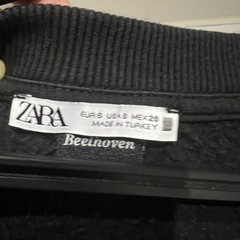 ZARA
EUR S USA S MEX 28
MADE IN TURKEY
Beethoven